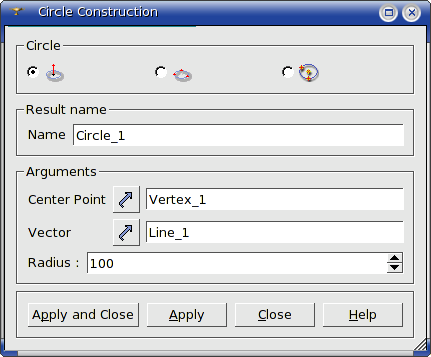 Circle Construction
Circle
Result name
Name Circle_1
Arguments
Center Point Vertex_1
Vector Line_1
Radius : 100
Apply and Close Apply Close Help